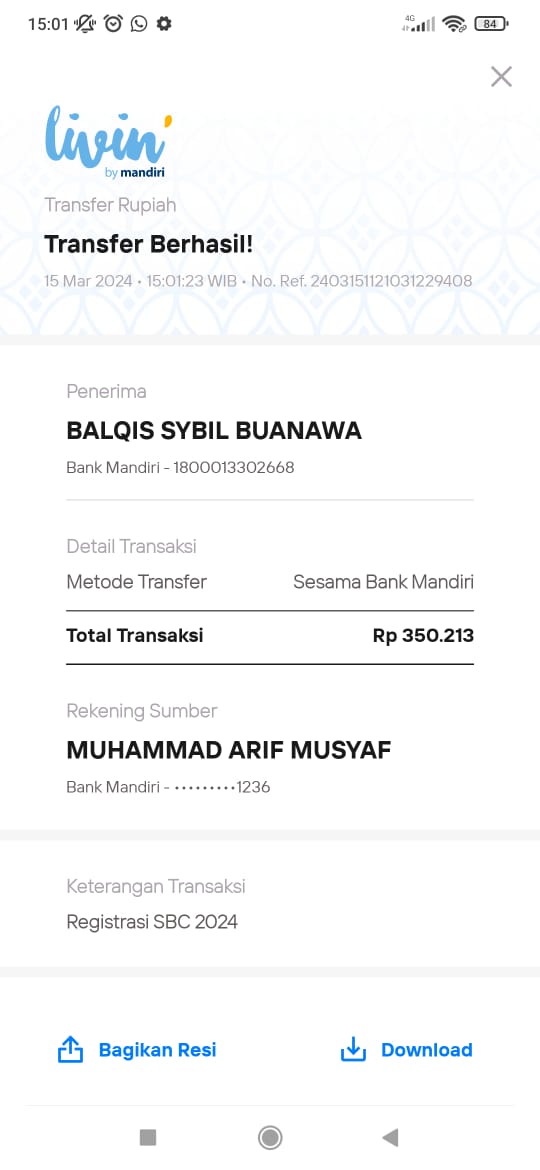 15:01
4G
84
livin'
by mandiri
Transfer Rupiah
Transfer Berhasil!
15 Mar 2024 • 15:01:23 WIB • No. Ref. 2403151121031229408
Penerima
BALQIS SYBIL BUANAWA
Bank Mandiri - 1800013302668
Detail Transaksi
Metode Transfer Sesama Bank Mandiri
Total Transaksi Rp 350.213
Rekening Sumber
MUHAMMAD ARIF MUSYAF
Bank Mandiri - •••••••••1236
Keterangan Transaksi
Registrasi SBC 2024
Bagikan Resi Download